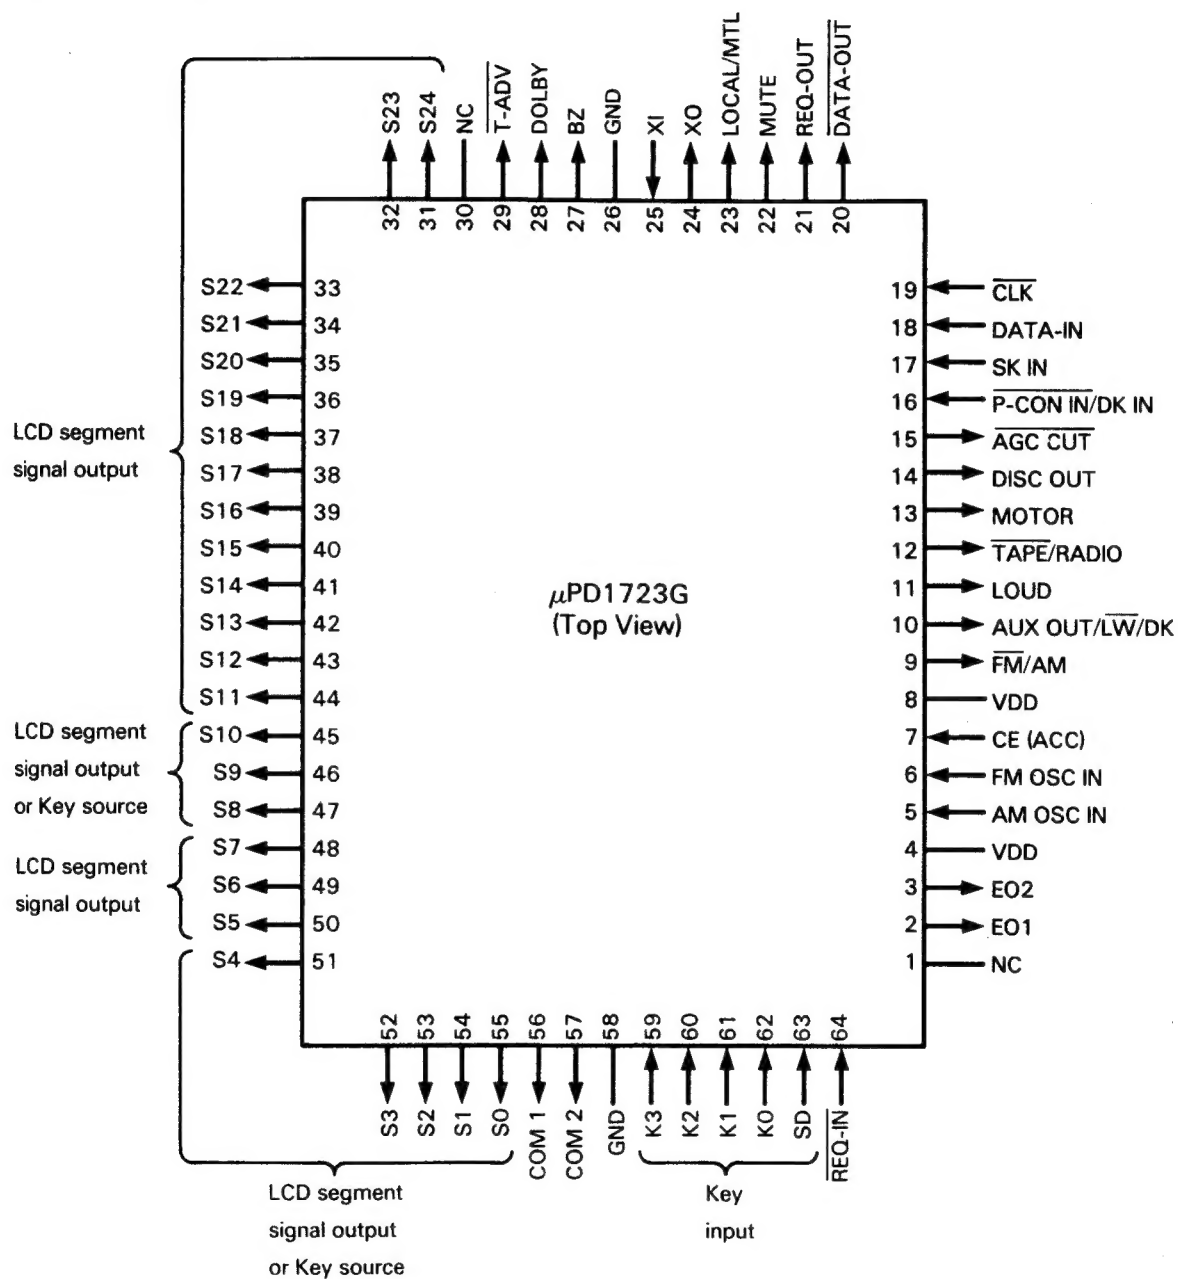 S23
S24
NC
T-ADV
DOLBY
BZ
GND
XI
XO
LOCAL/MTL
MUTE
REQ-OUT
DATA-OUT
32 31 30 29 28 27 26 25 24 23 22 21 20
S22 33
S21 34
S20 35
S19 36
S18 37
S17 38
S16 39
S15 40
S14 41
S13 42
S12 43
S11 44
S10 45
S9 46
S8 47
S7 48
S6 49
S5 50
S4 51
LCD segment
signal output
LCD segment
signal output
or Key source
LCD segment
signal output
μPD1723G
(Top View)
19 CLK
18 DATA-IN
17 SK IN
16 P-CON IN/DK IN
15 AGC CUT
14 DISC OUT
13 MOTOR
12 TAPE/RADIO
11 LOUD
10 AUX OUT/LW/DK
9 FM/AM
8 VDD
7 CE (ACC)
6 FM OSC IN
5 AM OSC IN
4 VDD
3 EO2
2 EO1
1 NC
52 53 54 55 56 57 58 59 60 61 62 63 64
S3
S2
S1
S0
COM 1
COM 2
GND
K3
K2
K1
K0
SD
REQ-IN
LCD segment
signal output
or Key source
Key
input